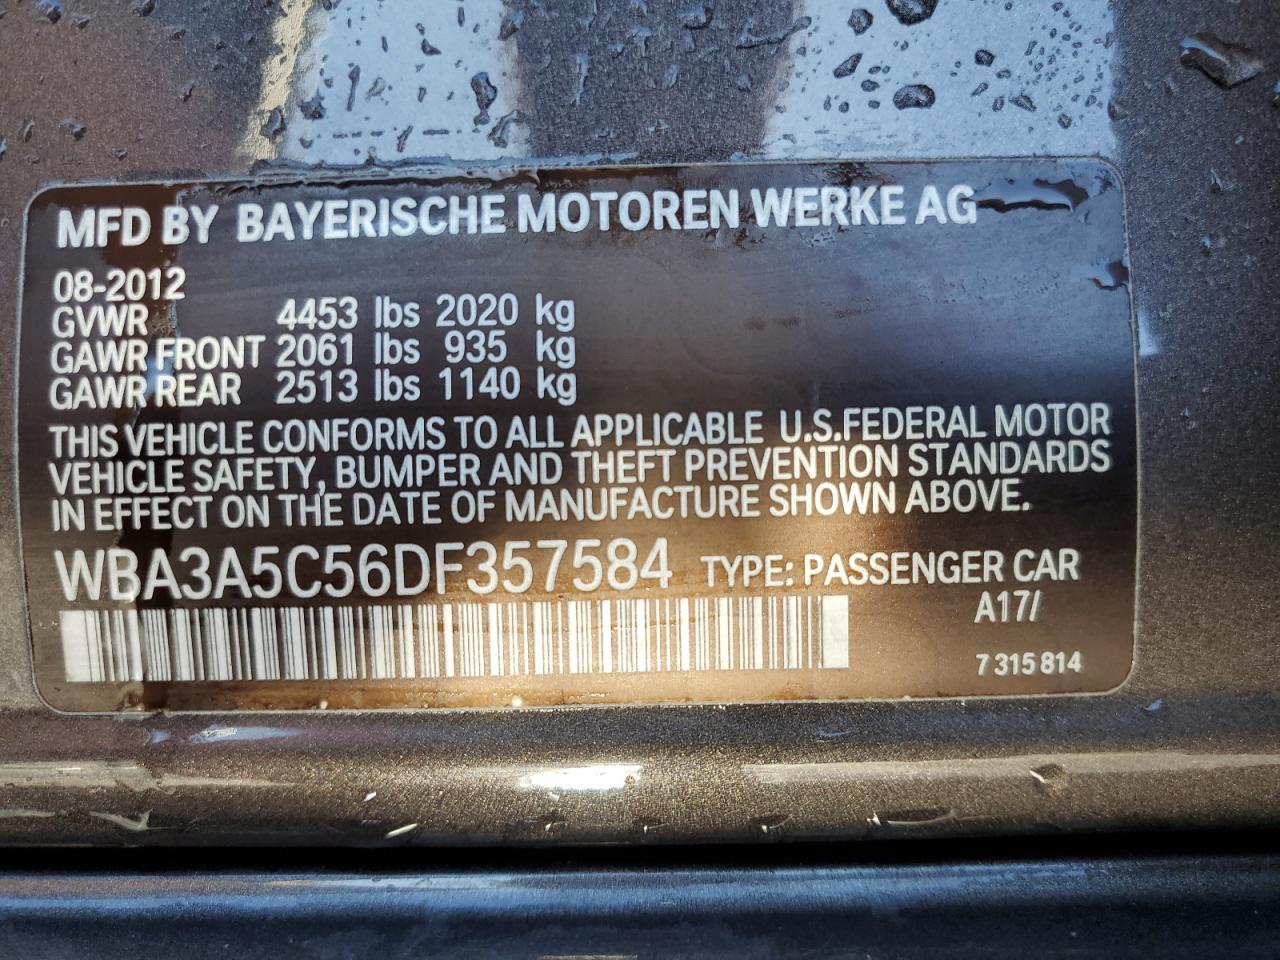 MFD BY BAYERISCHE MOTOREN WERKE AG
08-2012
GVWR 4453 lbs 2020 kg
GAWR FRONT 2061 lbs 935 kg
GAWR REAR 2513 lbs 1140 kg
THIS VEHICLE CONFORMS TO ALL APPLICABLE U.S.FEDERAL MOTOR
VEHICLE SAFETY, BUMPER AND THEFT PREVENTION STANDARDS
IN EFFECT ON THE DATE OF MANUFACTURE SHOWN ABOVE.
WBA3A5C56DF357584 TYPE: PASSENGER CAR
A17/
7 315 814